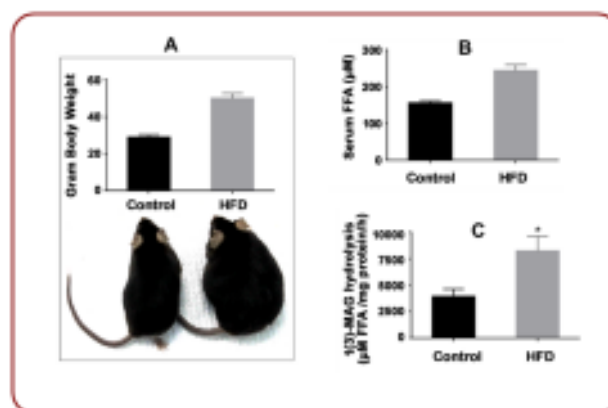 A
Gram Body Weight
60
40
20
0
Control HFD
B
Serum FFA (µM)
300
200
100
0
Control HFD
C
1(3)-MAG hydrolysis
(µM FFA /mg protein/h)
10000
7500
5000
2500
0
*
Control HFD